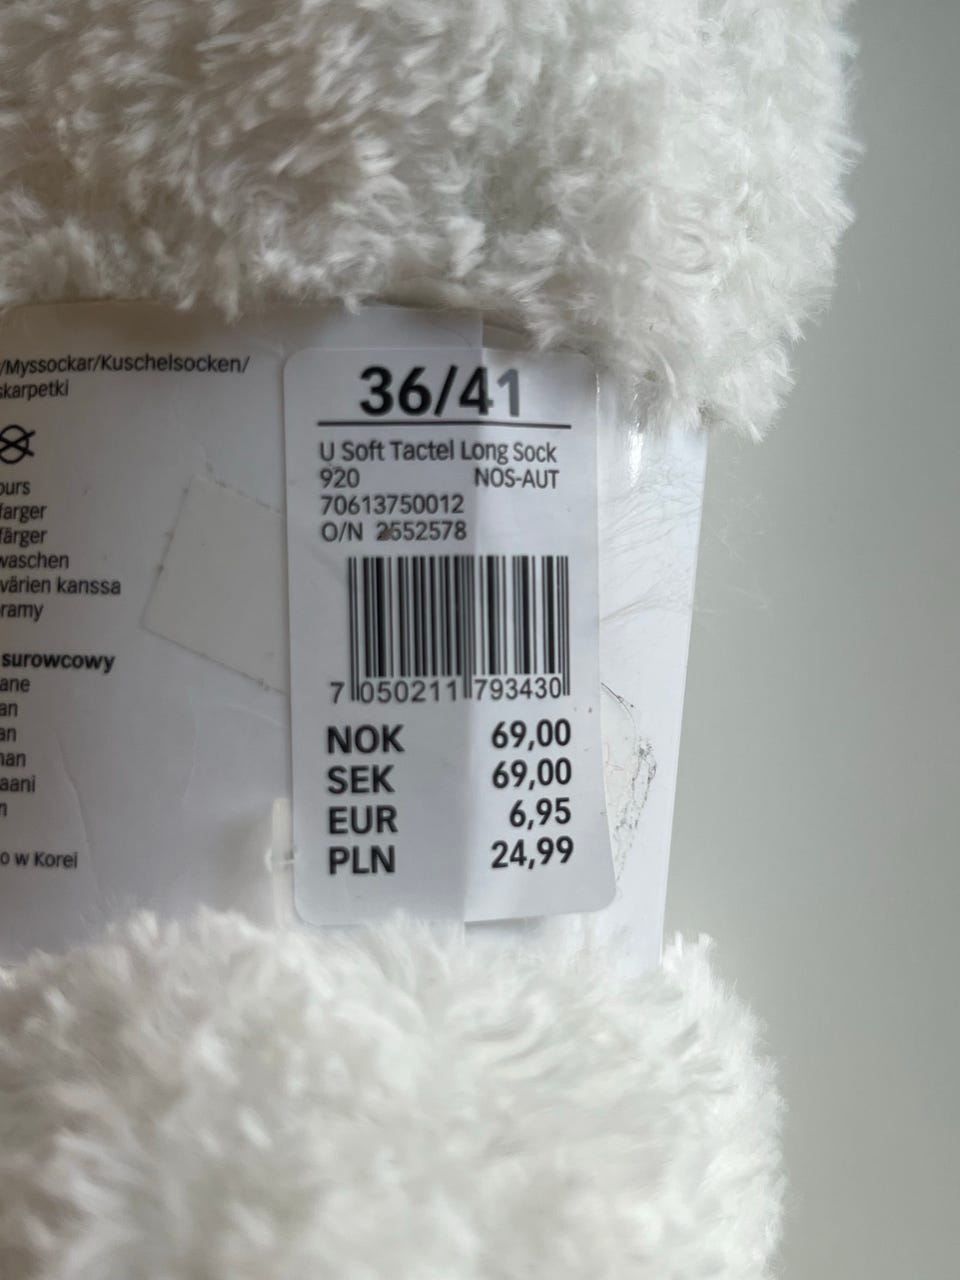 /Myssockar/Kuschelsocken/
skarpetki
ours
farger
färger
waschen
värien kanssa
ramy
surowcowy
ane
an
an
nan
aani
n
o w Korei
36/41
U Soft Tactel Long Sock
920 NOS-AUT
70613750012
O/N 2552578
7 050211 793430
NOK 69,00
SEK 69,00
EUR 6,95
PLN 24,99